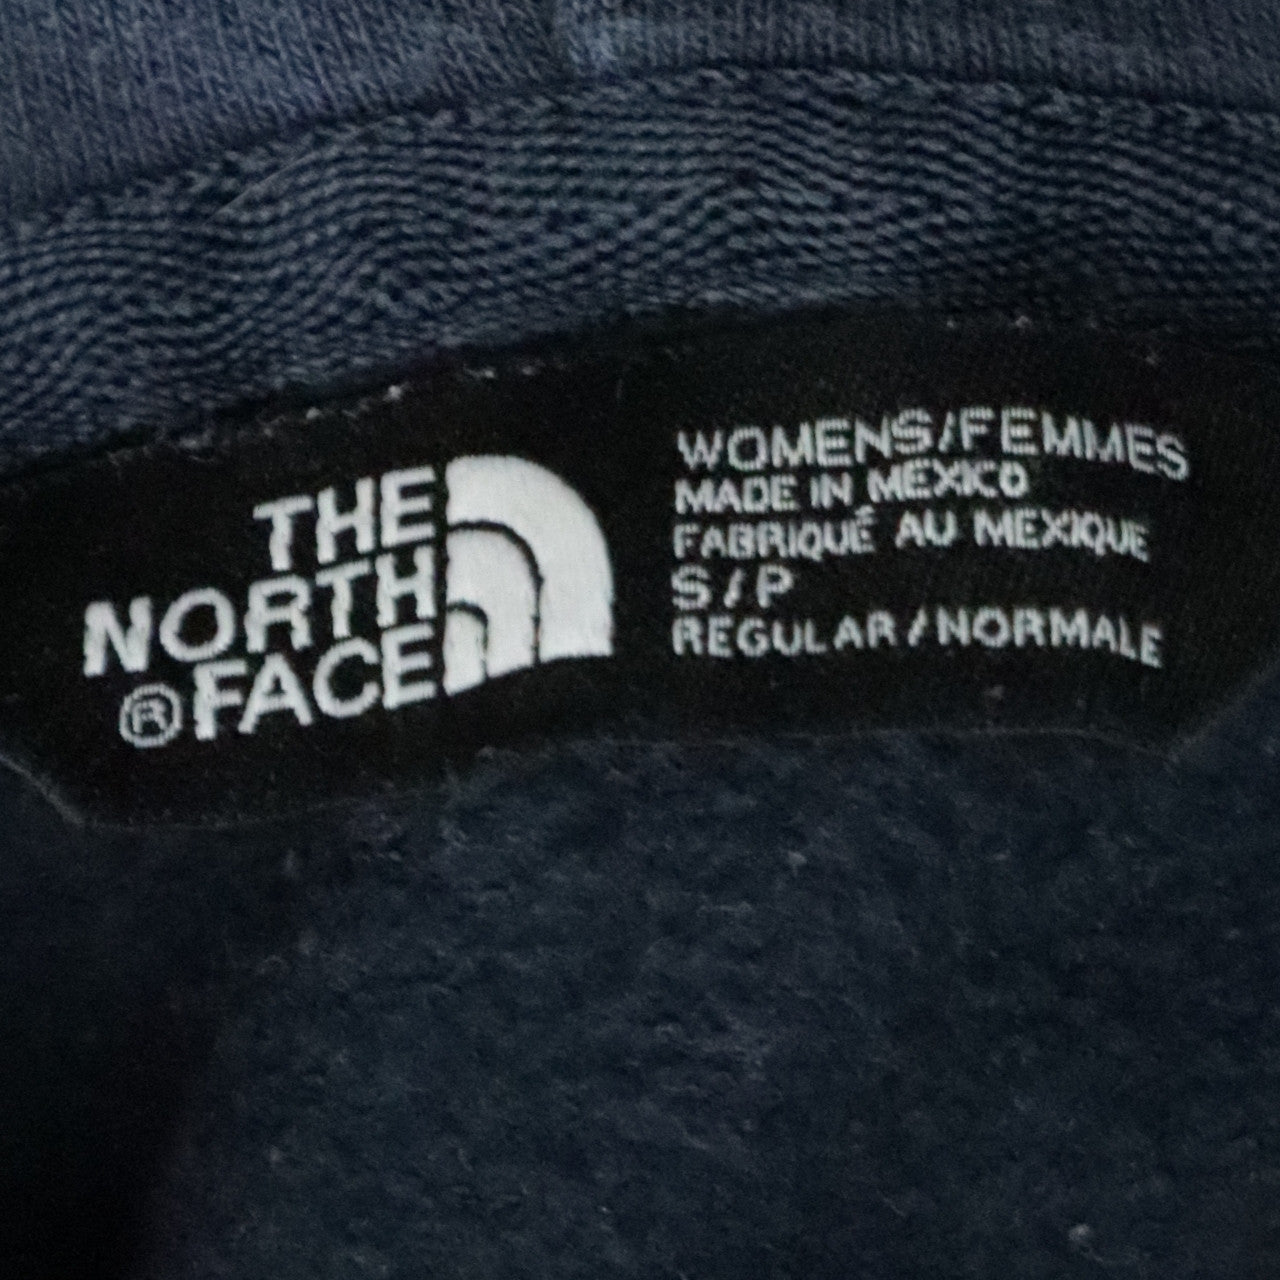 THE
NORTH
® FACE
WOMENS/FEMMES
MADE IN MEXICO
FABRIQUÉ AU MEXIQUE
S/P
REGULAR/NORMALE